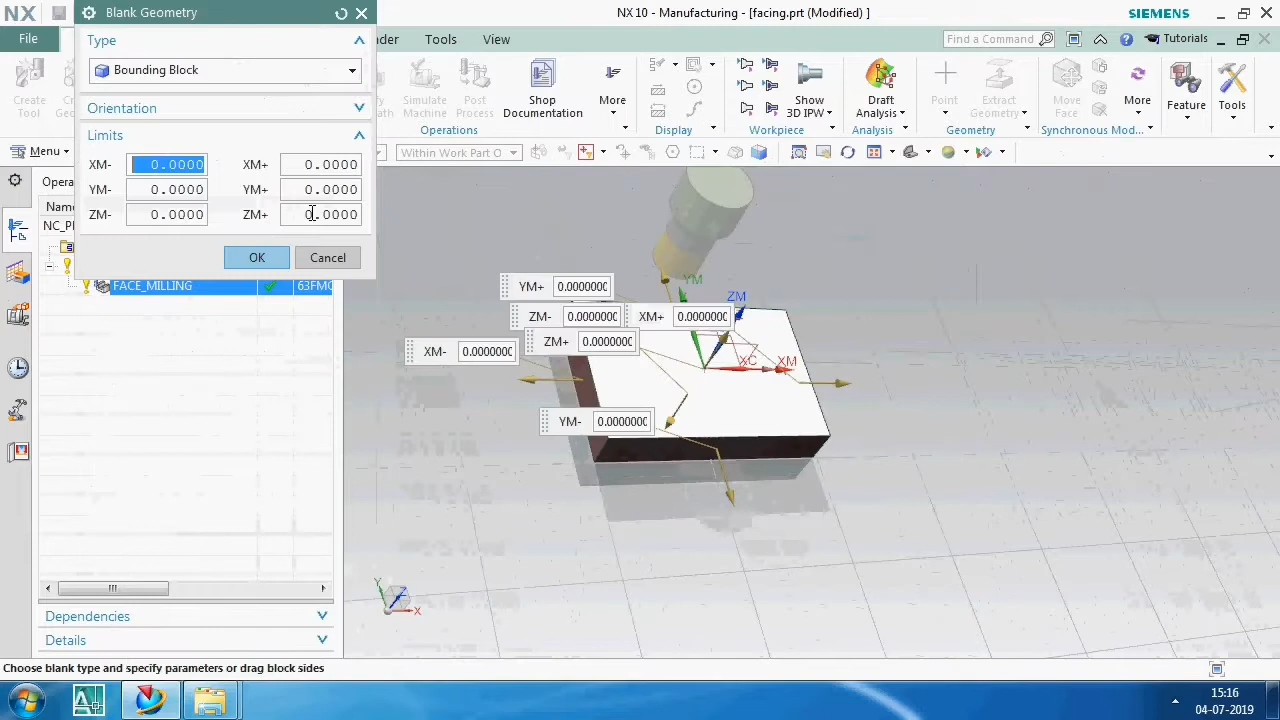 NX
Blank Geometry
NX 10 - Manufacturing - [facing.prt (Modified) ]
SIEMENS
File
Tools
View
Find a Command
Tutorials
Type
Bounding Block
Orientation
Limits
XM- 0.0000 XM+ 0.0000
YM- 0.0000 YM+ 0.0000
ZM- 0.0000 ZM+ 0.0000
OK Cancel
Create
Tool
Simulate
Machine
Post
Process
Shop
Documentation
More
Show
3D IPW
Draft
Analysis
Point
Extract
Geometry
Move
Face
More
Feature
Tools
Operations
Display
Workpiece
Analysis
Geometry
Synchronous Mod...
Menu
Within Work Part O
FACE_MILLING
YM+ 0.0000000
ZM- 0.0000000 XM+ 0.0000000
ZM+ 0.0000000
XM- 0.0000000
YM- 0.0000000
YM
ZM
XC
XM
Y
Z
X
Dependencies
Details
Choose blank type and specify parameters or drag block sides
15:16
04-07-2019